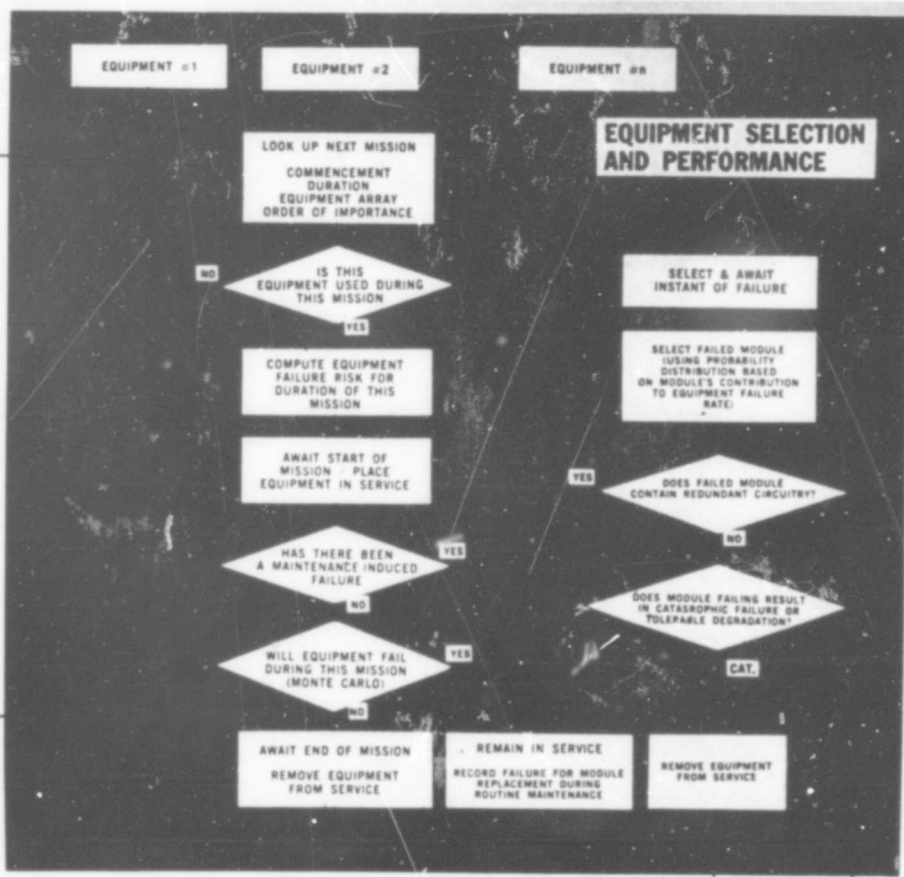 EQUIPMENT #1
EQUIPMENT #2
EQUIPMENT #n
EQUIPMENT SELECTION
AND PERFORMANCE
LOOK UP NEXT MISSION
COMMENCEMENT
DURATION
EQUIPMENT ARRAY
ORDER OF IMPORTANCE
NO
IS THIS
EQUIPMENT USED DURING
THIS MISSION
YES
COMPUTE EQUIPMENT
FAILURE RISK FOR
DURATION OF THIS
MISSION
AWAIT START OF
MISSION / PLACE
EQUIPMENT IN SERVICE
HAS THERE BEEN
A MAINTENANCE INDUCED
FAILURE
YES
NO
WILL EQUIPMENT FAIL
DURING THIS MISSION
(MONTE CARLO)
YES
NO
AWAIT END OF MISSION
REMOVE EQUIPMENT
FROM SERVICE
SELECT & AWAIT
INSTANT OF FAILURE
SELECT FAILED MODULE
(USING PROBABILITY
DISTRIBUTION BASED
ON MODULE'S CONTRIBUTION
TO EQUIPMENT FAILURE
RATE)
YES
DOES FAILED MODULE
CONTAIN REDUNDANT CIRCUITRY?
NO
DOES MODULE FAILING RESULT
IN CATASROPHIC FAILURE OR
TOLERABLE DEGRADATION?
CAT.
REMAIN IN SERVICE
RECORD FAILURE FOR MODULE
REPLACEMENT DURING
ROUTINE MAINTENANCE
REMOVE EQUIPMENT
FROM SERVICE